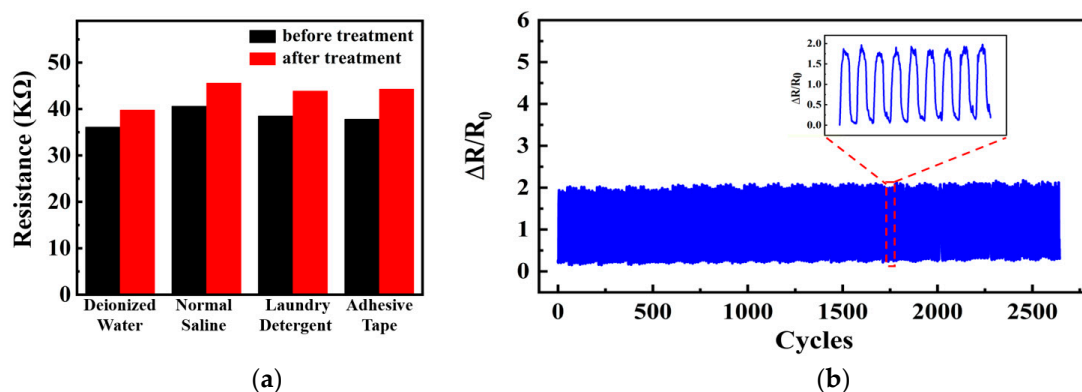 before treatment
after treatment
Resistance (KΩ)
50
40
30
20
10
0
Deionized
Water
Normal
Saline
Laundry
Detergent
Adhesive
Tape
(a)
ΔR/R0
6
5
4
3
2
1
0
ΔR/R0
2.0
1.5
1.0
0.5
0.0
0
500
1000
1500
2000
2500
Cycles
(b)